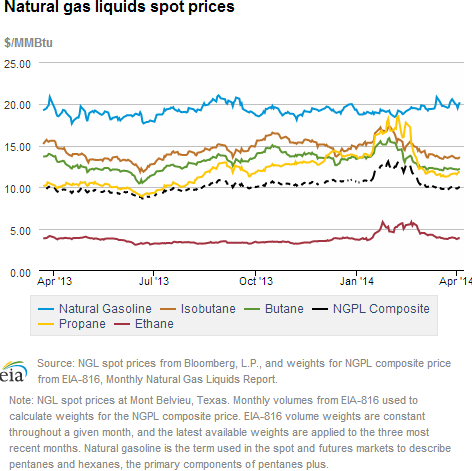 Natural gas liquids spot prices
$/MMBtu
25.00
20.00
15.00
10.00
5.00
0.00
Apr '13 Jul '13 Oct '13 Jan '14 Apr '14
Natural Gasoline Isobutane Butane NGPL Composite
Propane Ethane
eia
Source: NGL spot prices from Bloomberg, L.P., and weights for NGPL composite price
from EIA-816, Monthly Natural Gas Liquids Report.
Note: NGL spot prices at Mont Belvieu, Texas. Monthly volumes from EIA-816 used to
calculate weights for the NGPL composite price. EIA-816 volume weights are constant
throughout a given month, and the latest available weights are applied to the three most
recent months. Natural gasoline is the term used in the spot and futures markets to describe
pentanes and hexanes, the primary components of pentanes plus.